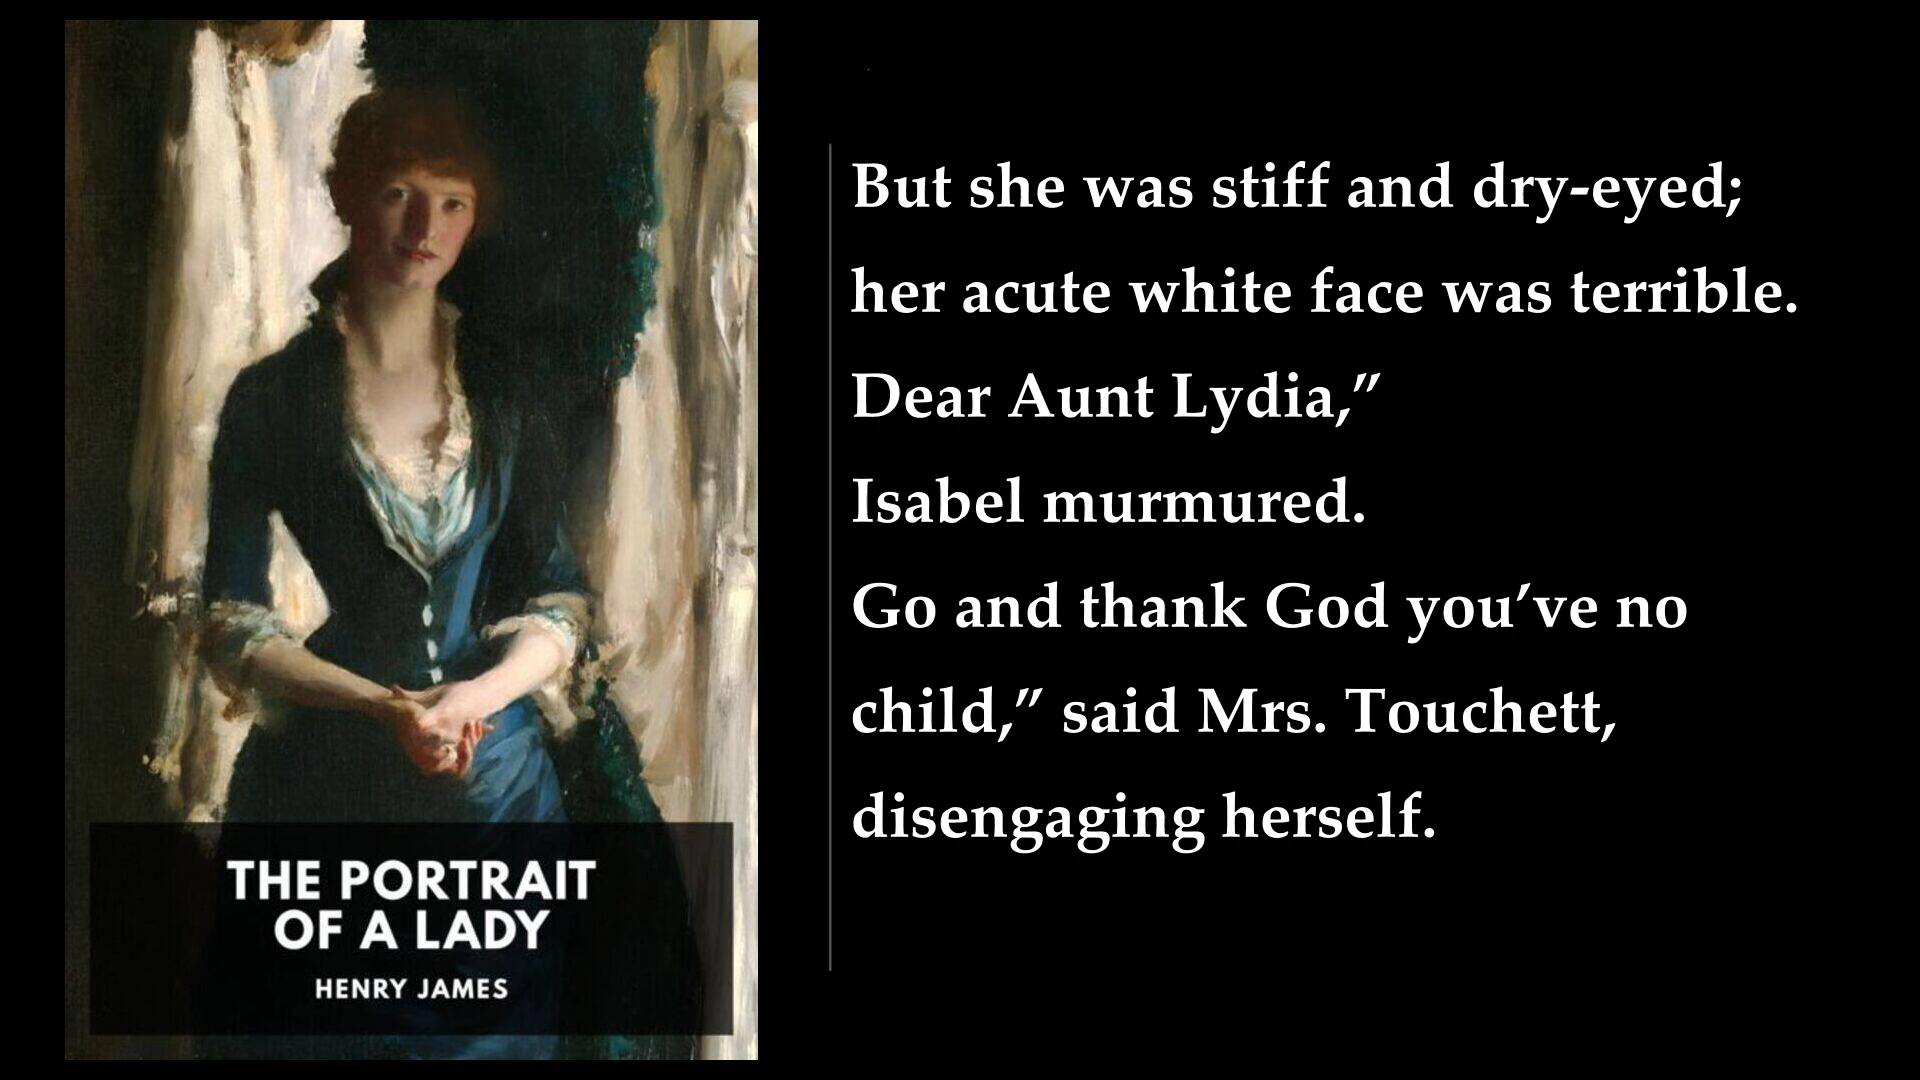 THE PORTRAIT
OF A LADY
HENRY JAMES
But she was stiff and dry-eyed;
her acute white face was terrible.
Dear Aunt Lydia,”
Isabel murmured.
Go and thank God you’ve no
child,” said Mrs. Touchett,
disengaging herself.